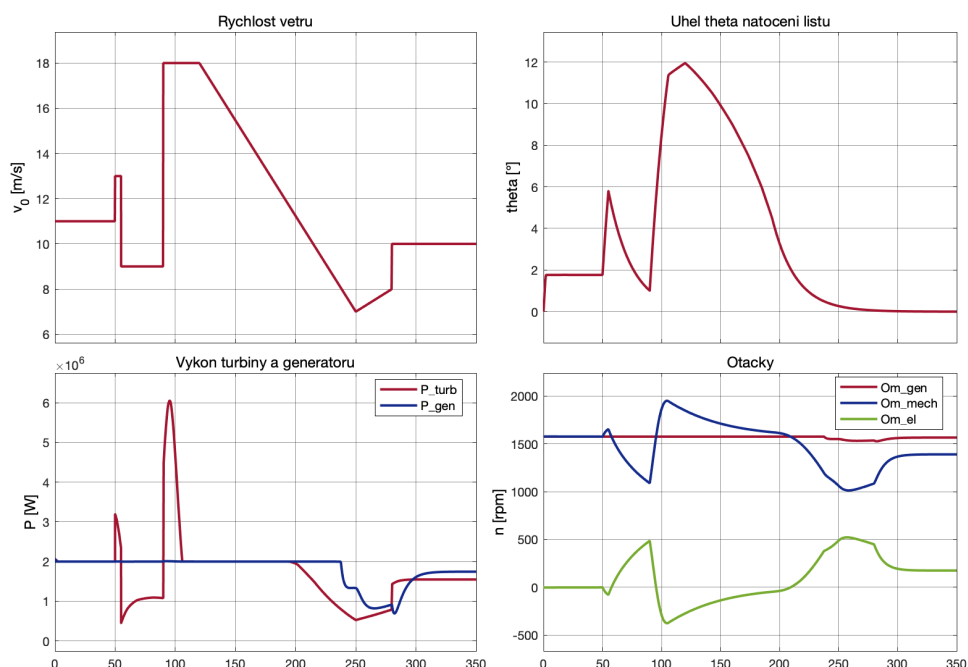 Rychlost vetru
v0 [m/s]
18
16
14
12
10
8
6
Uhel theta natoceni listu
theta [°]
12
10
8
6
4
2
0
Vykon turbiny a generatoru
×10^6
P [W]
6
5
4
3
2
1
0
P_turb
P_gen
0 50 100 150 200 250 300 350
Otacky
n [rpm]
2000
1500
1000
500
0
-500
Om_gen
Om_mech
Om_el
0 50 100 150 200 250 300 350